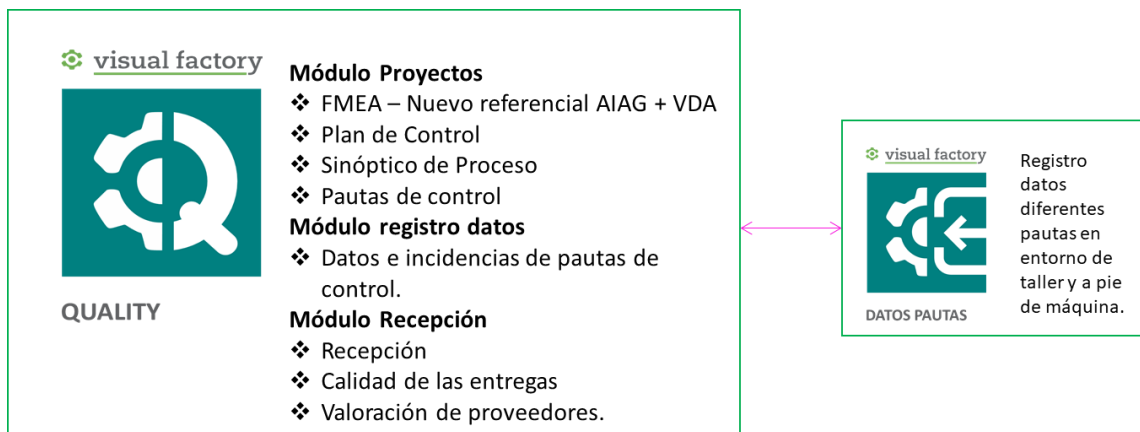 visual factory
QUALITY
Módulo Proyectos
❖ FMEA – Nuevo referencial AIAG + VDA
❖ Plan de Control
❖ Sinóptico de Proceso
❖ Pautas de control
Módulo registro datos
❖ Datos e incidencias de pautas de
control.
Módulo Recepción
❖ Recepción
❖ Calidad de las entregas
❖ Valoración de proveedores.
visual factory
DATOS PAUTAS
Registro
datos
diferentes
pautas en
entorno de
taller y a pie
de máquina.